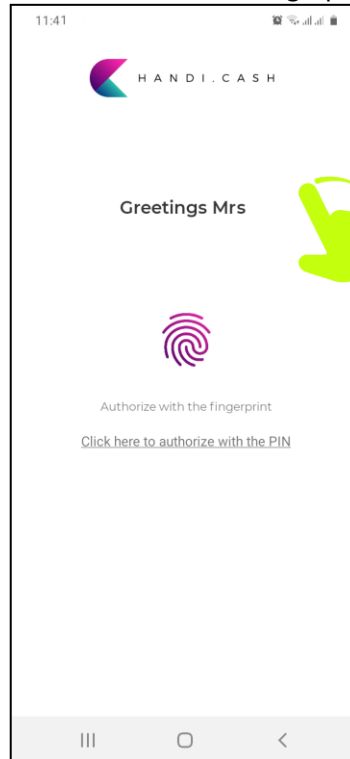 11:41
HANDI.CASH
Greetings Mrs
Authorize with the fingerprint
Click here to authorize with the PIN